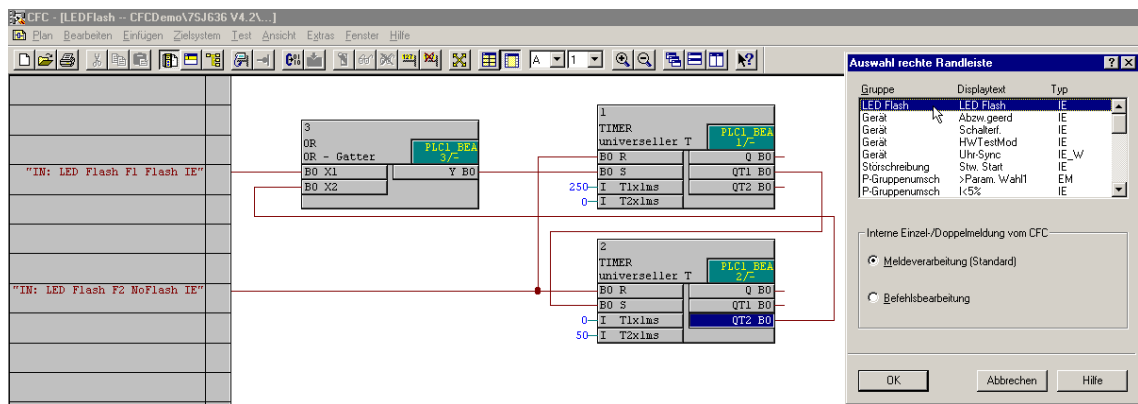 CFC - [LEDFlash -- CFCDemo\7SJ636 V4.2\...]
Plan Bearbeiten Einfügen Zielsystem Test Ansicht Extras Fenster Hilfe
A 1
"IN: LED Flash F1 Flash IE"
"IN: LED Flash F2 NoFlash IE"
3
OR
OR - Gatter
PLC1_BEA
3/-
BO X1 Y BO
BO X2
1
TIMER
universeller T
PLC1_BEA
1/-
BO R Q BO
BO S QT1 BO
250 I T1x1ms QT2 BO
0 I T2x1ms
2
TIMER
universeller T
PLC1_BEA
2/-
BO R Q BO
BO S QT1 BO
0 I T1x1ms QT2 BO
50 I T2x1ms
Auswahl rechte Randleiste
Gruppe Displaytext Typ
LED Flash LED Flash IE
Gerät Abzw.geerd IE
Gerät Schalterf. IE
Gerät HWTestMod IE
Gerät Uhr-Sync IE_W
Störschreibung Stw. Start IE
P-Gruppenumsch >Param. Wahl1 EM
P-Gruppenumsch I<5% IE
Interne Einzel-/Doppelmeldung vom CFC
Meldeverarbeitung (Standard)
Befehlsbearbeitung
OK Abbrechen Hilfe